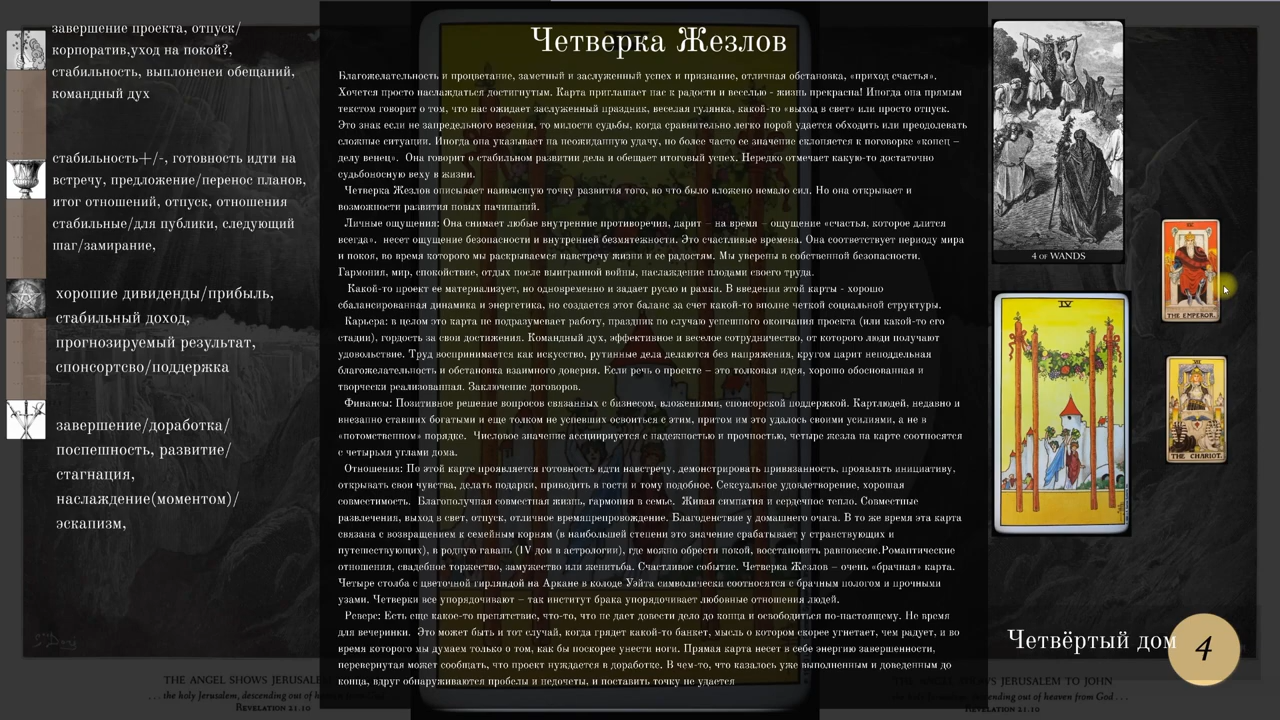 завершение проекта, отпуск/
корпоратив,уход на покой?,
стабильность, выплоненеи обещаний,
командный дух
стабильность+/-, готовность идти на
встречу, предложение/перенос планов,
итог отношений, отпуск, отношения
стабильные/для публики, следующий
шаг/замирание,
хорошие дивиденды/прибыль,
стабильный доход,
прогнозируемый результат,
спонсортсво/поддержка
завершение/доработка/
поспешность, развитие/
стагнация,
наслаждение(моментом)/
эскапизм,
Четверка Жезлов
Благожелательность и процветание, заметный и заслуженный успех и признание, отличная обстановка, «приход счастья».
Хочется просто наслаждаться достигнутым. Карта приглашает нас к радости и веселью - жизнь прекрасна! Иногда она прямым
текстом говорит о том, что нас ожидает заслуженный праздник, веселая гулянка, какой-то «выход в свет» или просто отпуск.
Это знак если не запредельного везения, то милости судьбы, когда сравнительно легко порой удается обходить или преодолевать
сложные ситуации. Иногда она указывает на неожиданную удачу, но более часто ее значение склоняется к поговорке «конец –
делу венец». Она говорит о стабильном развитии дела и обещает итоговый успех. Нередко отмечает какую-то достаточно
судьбоносную веху в жизни.
Четверка Жезлов описывает наивысшую точку развития того, во что было вложено немало сил. Но она открывает и
возможности развития новых начинаний.
Личные ощущения: Она снимает любые внутренние противоречия, дарит – на время – ощущение «счастья, которое длится
всегда». несет ощущение безопасности и внутренней безмятежности. Это счастливые времена. Она соответствует периоду мира
и покоя, во время которого мы раскрываемся навстречу жизни и ее радостям. Мы уверены в собственной безопасности.
Гармония, мир, спокойствие, отдых после выигранной войны, наслаждение плодами своего труда.
Какой-то проект ее материализует, но одновременно и задает русло и рамки. В введении этой карты - хорошо
сбалансированная динамика и энергетика, но создается этот баланс за счет какой-то вполне четкой социальной структуры.
Карьера: в целом это карта не подразумевает работу, праздник по случаю успешного окончания проекта (или какой-то его
стадии), гордость за свои достижения. Командный дух, эффективное и веселое сотрудничество, от которого люди получают
удовольствие. Труд воспринимается как искусство, рутинные дела делаются без напряжения, кругом царит неподдельная
благожелательность и обстановка взаимного доверия. Если речь о проекте – это толковая идея, хорошо обоснованная и
творчески реализованная. Заключение договоров.
Финансы: Позитивное решение вопросов связанных с бизнесом, вложениями, спонсорской поддержкой. Картлюдей, недавно и
внезапно ставших богатыми и еще толком не успевших освоиться с этим, притом им это удалось своими усилиями, а не в
«потомственном» порядке. Числовое значение ассциируется с надежностью и прочностью, четыре жезла на карте соотносятся
с четырьмя углами дома.
Отношения: По этой карте проявляется готовность идти навстречу, демонстрировать привязанность, проявлять инициативу,
открывать свои чувства, делать подарки, приводить в гости и тому подобное. Сексуальное удовлетворение, хорошая
совместимость. Благополучная совместная жизнь, гармония в семье. Живая симпатия и сердечное тепло. Совместные
развлечения, выход в свет, отпуск, отличное времяпрепровождение. Благоденствие у домашнего очага. В то же время эта карта
связана с возвращением к семейным корням (в наибольшей степени это значение срабатывает у странствующих и
путешествующих), в родную гавань (IV дом в астрологии), где можно обрести покой, восстановить равновесие.Романтические
отношения, свадебное торжество, замужество или женитьба. Счастливое событие. Четверка Жезлов – очень «брачная» карта.
Четыре столба с цветочной гирляндой на Аркане в колоде Уэйта символически соотносятся с брачным пологом и прочными
узами. Четверки все упорядочивают – так институт брака упорядочивает любовные отношения людей.
Реверс: Есть еще какое-то препятствие, что-то, что не дает довести дело до конца и освободиться по-настоящему. Не время
для вечеринки. Это может быть и тот случай, когда грядет какой-то банкет, мысль о котором скорее угнетает, чем радует, и во
время которого мы думаем только о том, как бы поскорее унести ноги. Прямая карта несет в себе энергию завершенности,
перевернутая может сообщать, что проект нуждается в доработке. В чем-то, что казалось уже выполненным и доведенным до
конца, вдруг обнаруживаются пробелы и недочеты, и поставить точку не удается
4 OF WANDS
IV
THE EMPEROR.
VII
THE CHARIOT.
Четвёртый дом
4
THE ANGEL SHOWS JERUSALEM
. . . the holy Jerusalem, descending out of
REVELATION 21.10
SHOWS JERUSALEM TO JOHN
descending out of heaven from God . . .
REVELATION 21.10